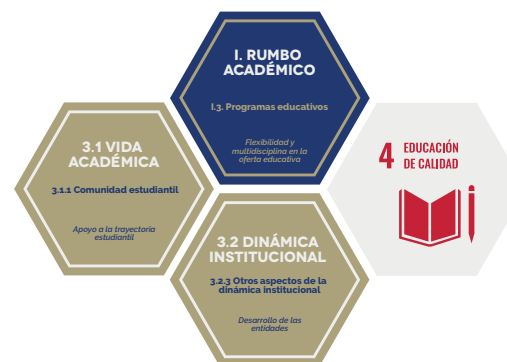 I. RUMBO
ACADÉMICO
I.3. Programas educativos
Flexibilidad y
multidisciplina en la
oferta educativa
3.1 VIDA
ACADÉMICA
3.1.1 Comunidad estudiantil
Apoyo a la trayectoria
estudiantil
4 EDUCACIÓN
DE CALIDAD
3.2 DINÁMICA
INSTITUCIONAL
3.2.3 Otros aspectos de la
dinámica institucional
Desarrollo de las
entidades